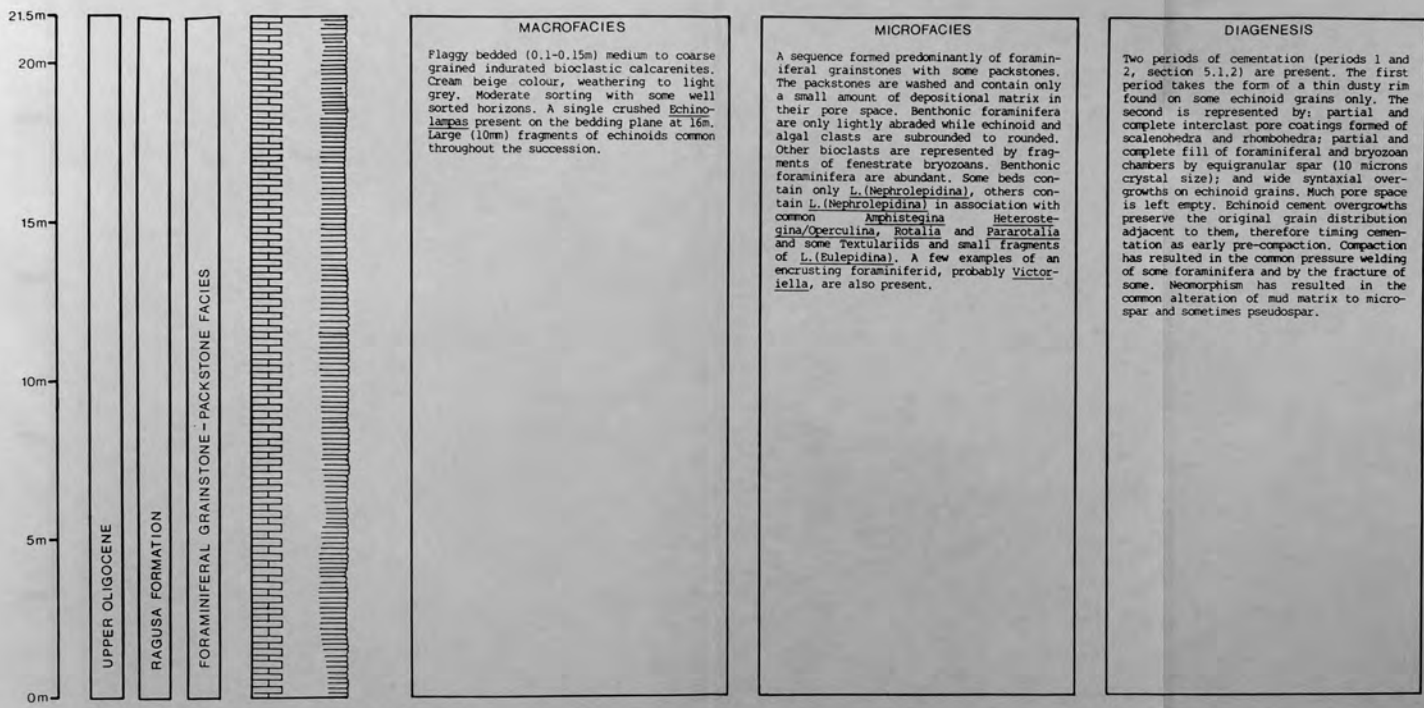 21.5m
20m
15m
10m
5m
0m
UPPER OLIGOCENE
RAGUSA FORMATION
FORAMINIFERAL GRAINSTONE-PACKSTONE FACIES
MACROFACIES
Flaggy bedded (0.1-0.15m) medium to coarse
grained indurated bioclastic calcarenites.
Cream beige colour, weathering to light
grey. Moderate sorting with some well
sorted horizons. A single crushed Echino-
lampas present on the bedding plane at 16m.
Large (10mm) fragments of echinoids common
throughout the succession.
MICROFACIES
A sequence formed predominantly of foramin-
iferal grainstones with some packstones.
The packstones are washed and contain only
a small amount of depositional matrix in
their pore space. Benthonic foraminifera
are only lightly abraded while echinoid and
algal clasts are subrounded to rounded.
Other bioclasts are represented by frag-
ments of fenestrate bryozoans. Benthonic
foraminifera are abundant. Some beds con-
tain only L.(Nephrolepidina), others con-
tain L.(Nephrolepidina) in association with
common Amphistegina Heteroste-
gina/Operculina, Rotalia and Pararotalia
and some Textulariids and small fragments
of L.(Eulepidina). A few examples of an
encrusting foraminiferid, probably Victor-
iella, are also present.
DIAGENESIS
Two periods of cementation (periods 1 and
2, section 5.1.2) are present. The first
period takes the form of a thin dusty rim
found on some echinoid grains only. The
second is represented by: partial and
complete interclast pore coatings formed of
scalenohedra and rhombohedra; partial and
complete fill of foraminiferal and bryozoan
chambers by equigranular spar (10 microns
crystal size); and wide syntaxial over-
growths on echinoid grains. Much pore space
is left empty. Echinoid cement overgrowths
preserve the original grain distribution
adjacent to them, therefore timing cemen-
tation as early pre-compaction. Compaction
has resulted in the common pressure welding
of some foraminifera and by the fracture of
some. Neomorphism has resulted in the
common alteration of mud matrix to micro-
spar and sometimes pseudospar.